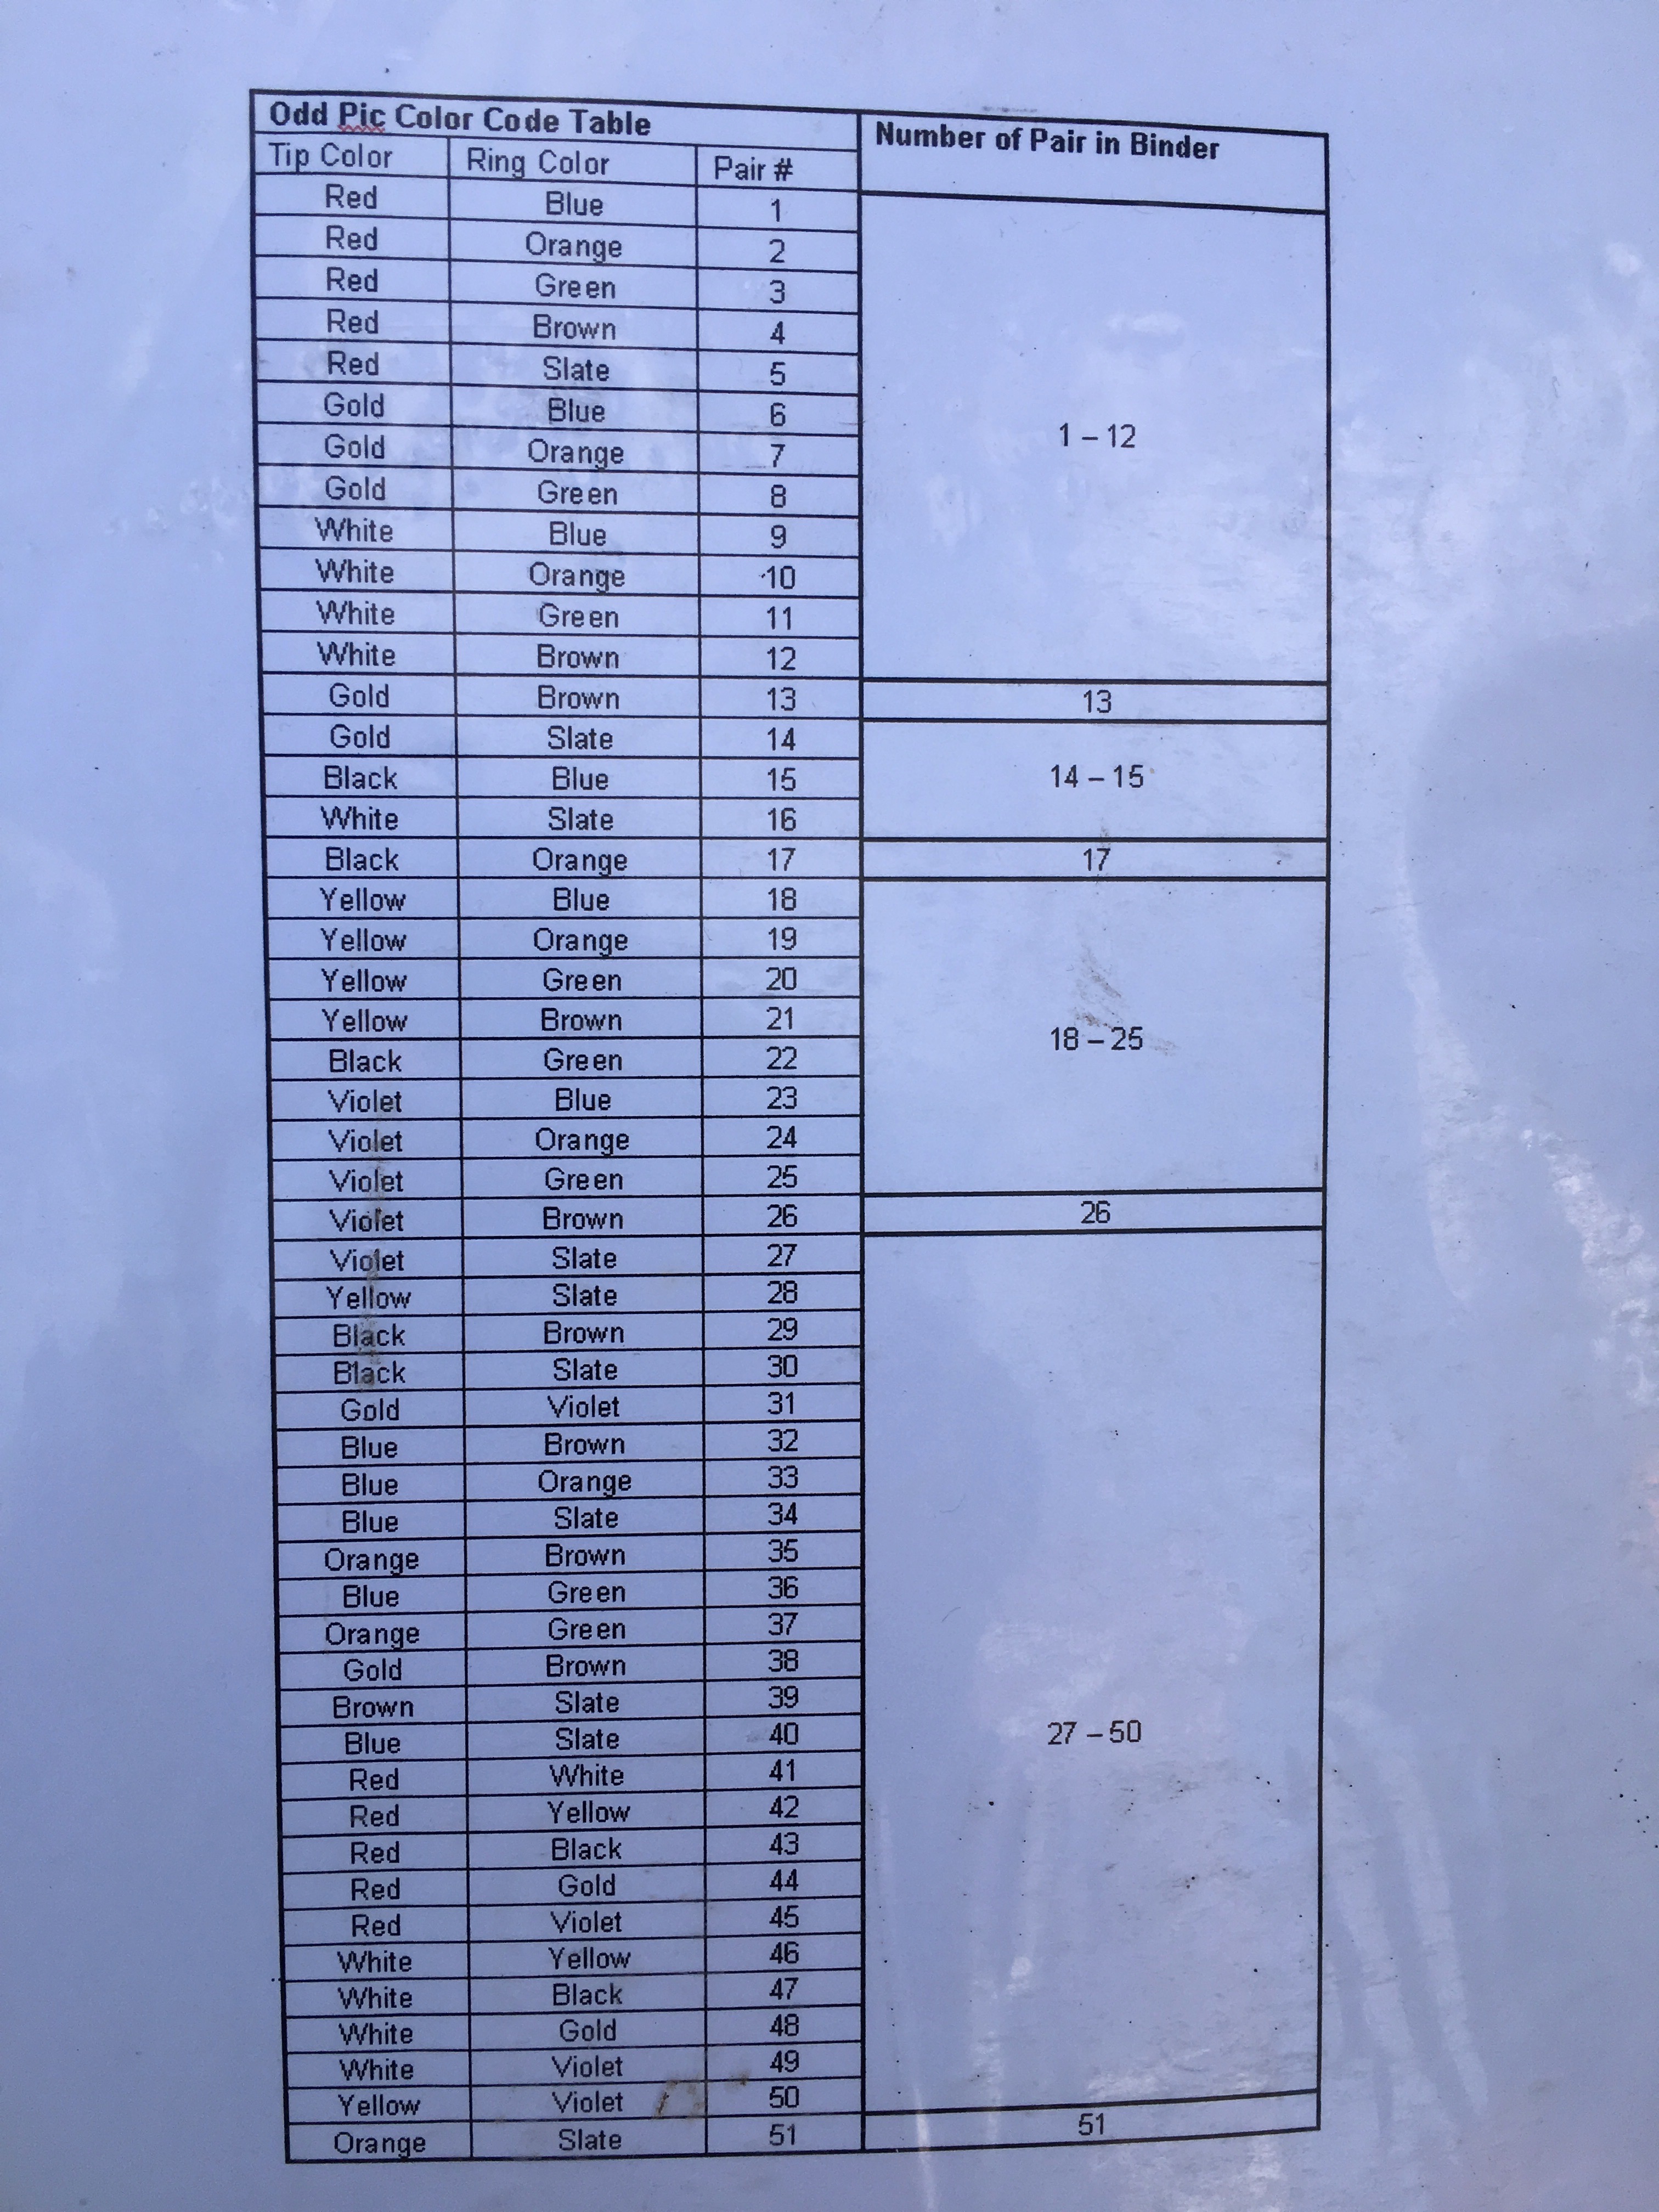 Odd Pic Color Code Table Number of Pair in Binder
Tip Color Ring Color Pair #
Red Blue 1
Red Orange 2
Red Green 3
Red Brown 4
Red Slate 5
Gold Blue 6
Gold Orange 7 1 – 12
Gold Green 8
White Blue 9
White Orange 10
White Green 11
White Brown 12
Gold Brown 13 13
Gold Slate 14
Black Blue 15 14 – 15
White Slate 16
Black Orange 17 17
Yellow Blue 18
Yellow Orange 19
Yellow Green 20
Yellow Brown 21 18 – 25
Black Green 22
Violet Blue 23
Violet Orange 24
Violet Green 25
Violet Brown 26 26
Violet Slate 27
Yellow Slate 28
Black Brown 29
Black Slate 30
Gold Violet 31
Blue Brown 32
Blue Orange 33
Blue Slate 34
Orange Brown 35
Blue Green 36
Orange Green 37
Gold Brown 38
Brown Slate 39
Blue Slate 40 27 – 50
Red White 41
Red Yellow 42
Red Black 43
Red Gold 44
Red Violet 45
White Yellow 46
White Black 47
White Gold 48
White Violet 49
Yellow Violet 50
Orange Slate 51 51